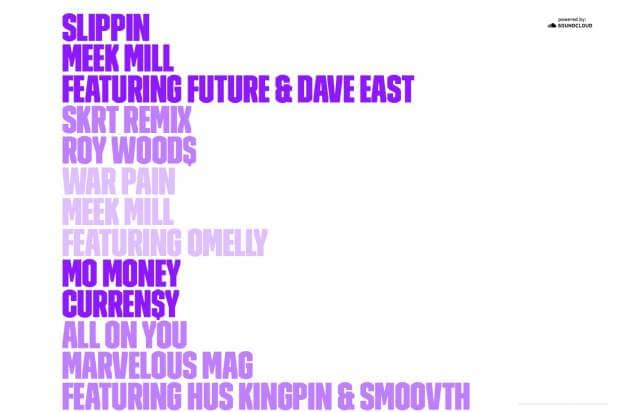 SLIPPIN
MEEK MILL
FEATURING FUTURE & DAVE EAST
SKRT REMIX
ROY WOOD$
WAR PAIN
MEEK MILL
FEATURING OMELLY
MO MONEY
CURREN$Y
ALL ON YOU
MARVELOUS MAG
FEATURING HUS KINGPIN & SMOOVTH
powered by:
SOUNDCLOUD